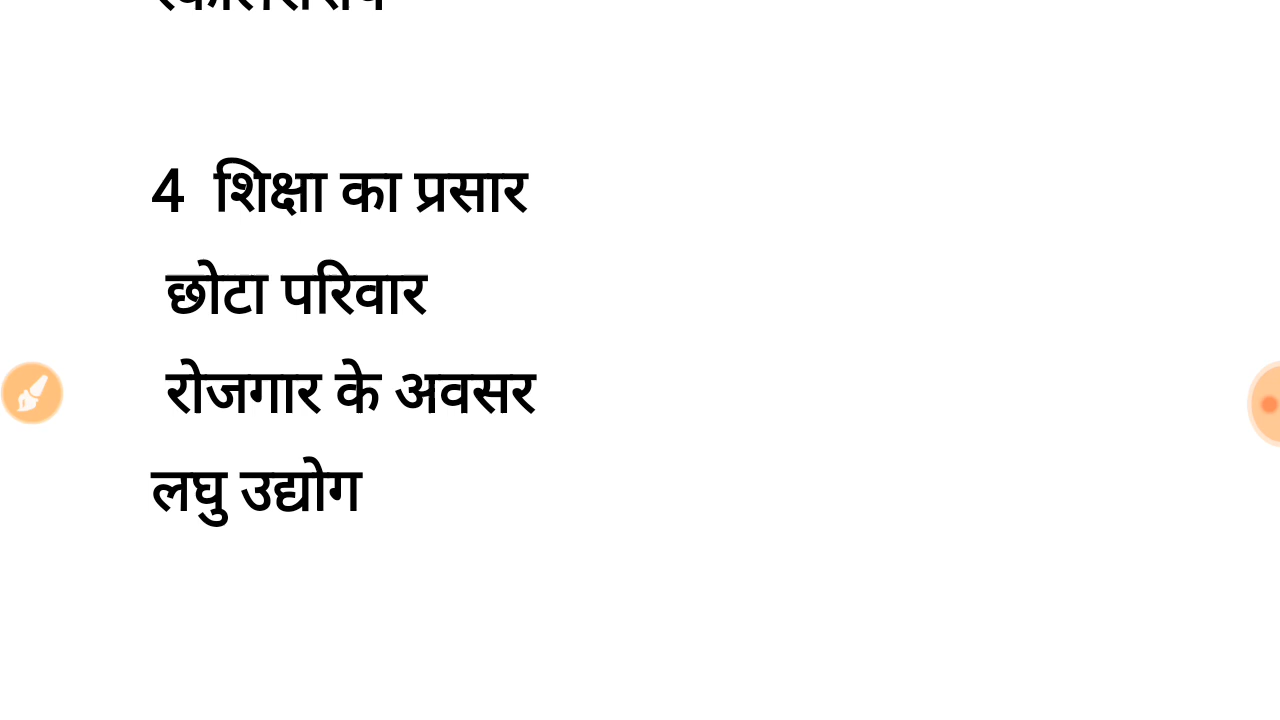 4 शिक्षा का प्रसार
छोटा परिवार
रोजगार के अवसर
लघु उद्योग